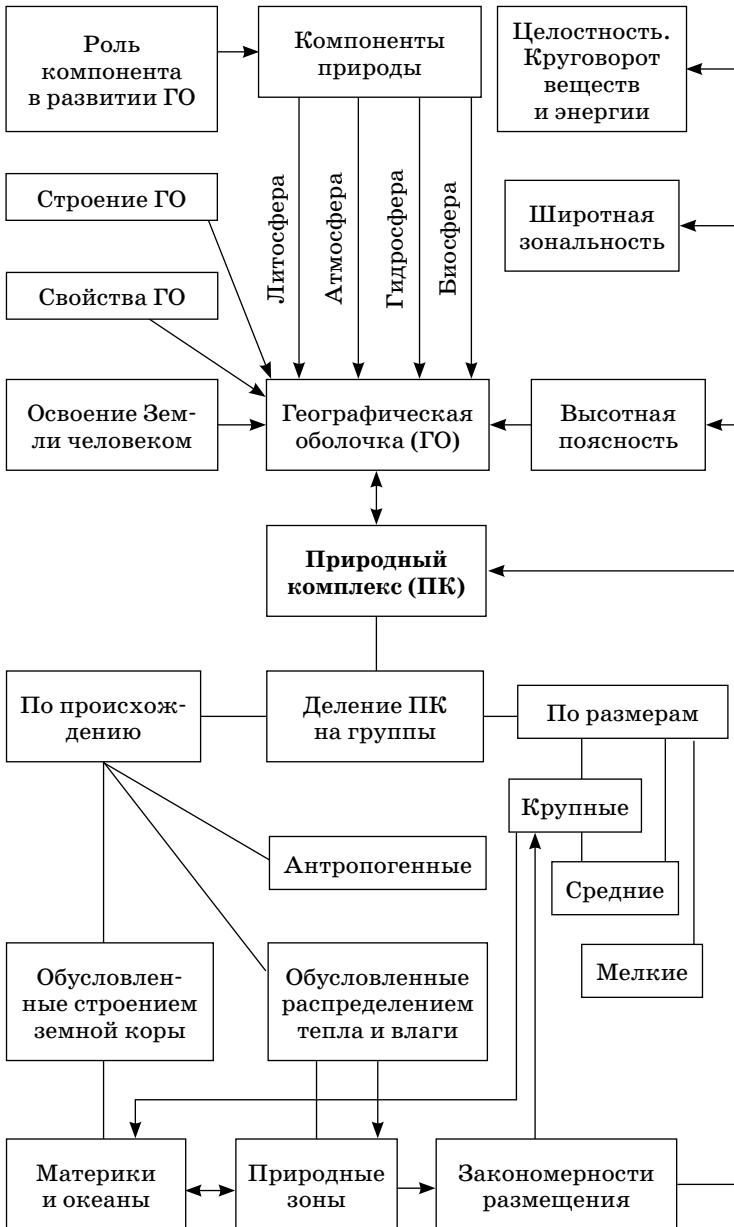 Роль
компонента
в развитии ГО
Компоненты
природы
Целостность.
Круговорот
веществ
и энергии
Строение ГО
Свойства ГО
Литосфера
Атмосфера
Гидросфера
Биосфера
Широтная
зональность
Освоение Зем-
ли человеком
Географическая
оболочка (ГО)
Высотная
поясность
Природный
комплекс (ПК)
По происхож-
дению
Деление ПК
на группы
По размерам
Крупные
Антропогенные
Средние
Мелкие
Обусловлен-
ные строением
земной коры
Обусловленные
распределением
тепла и влаги
Материки
и океаны
Природные
зоны
Закономерности
размещения